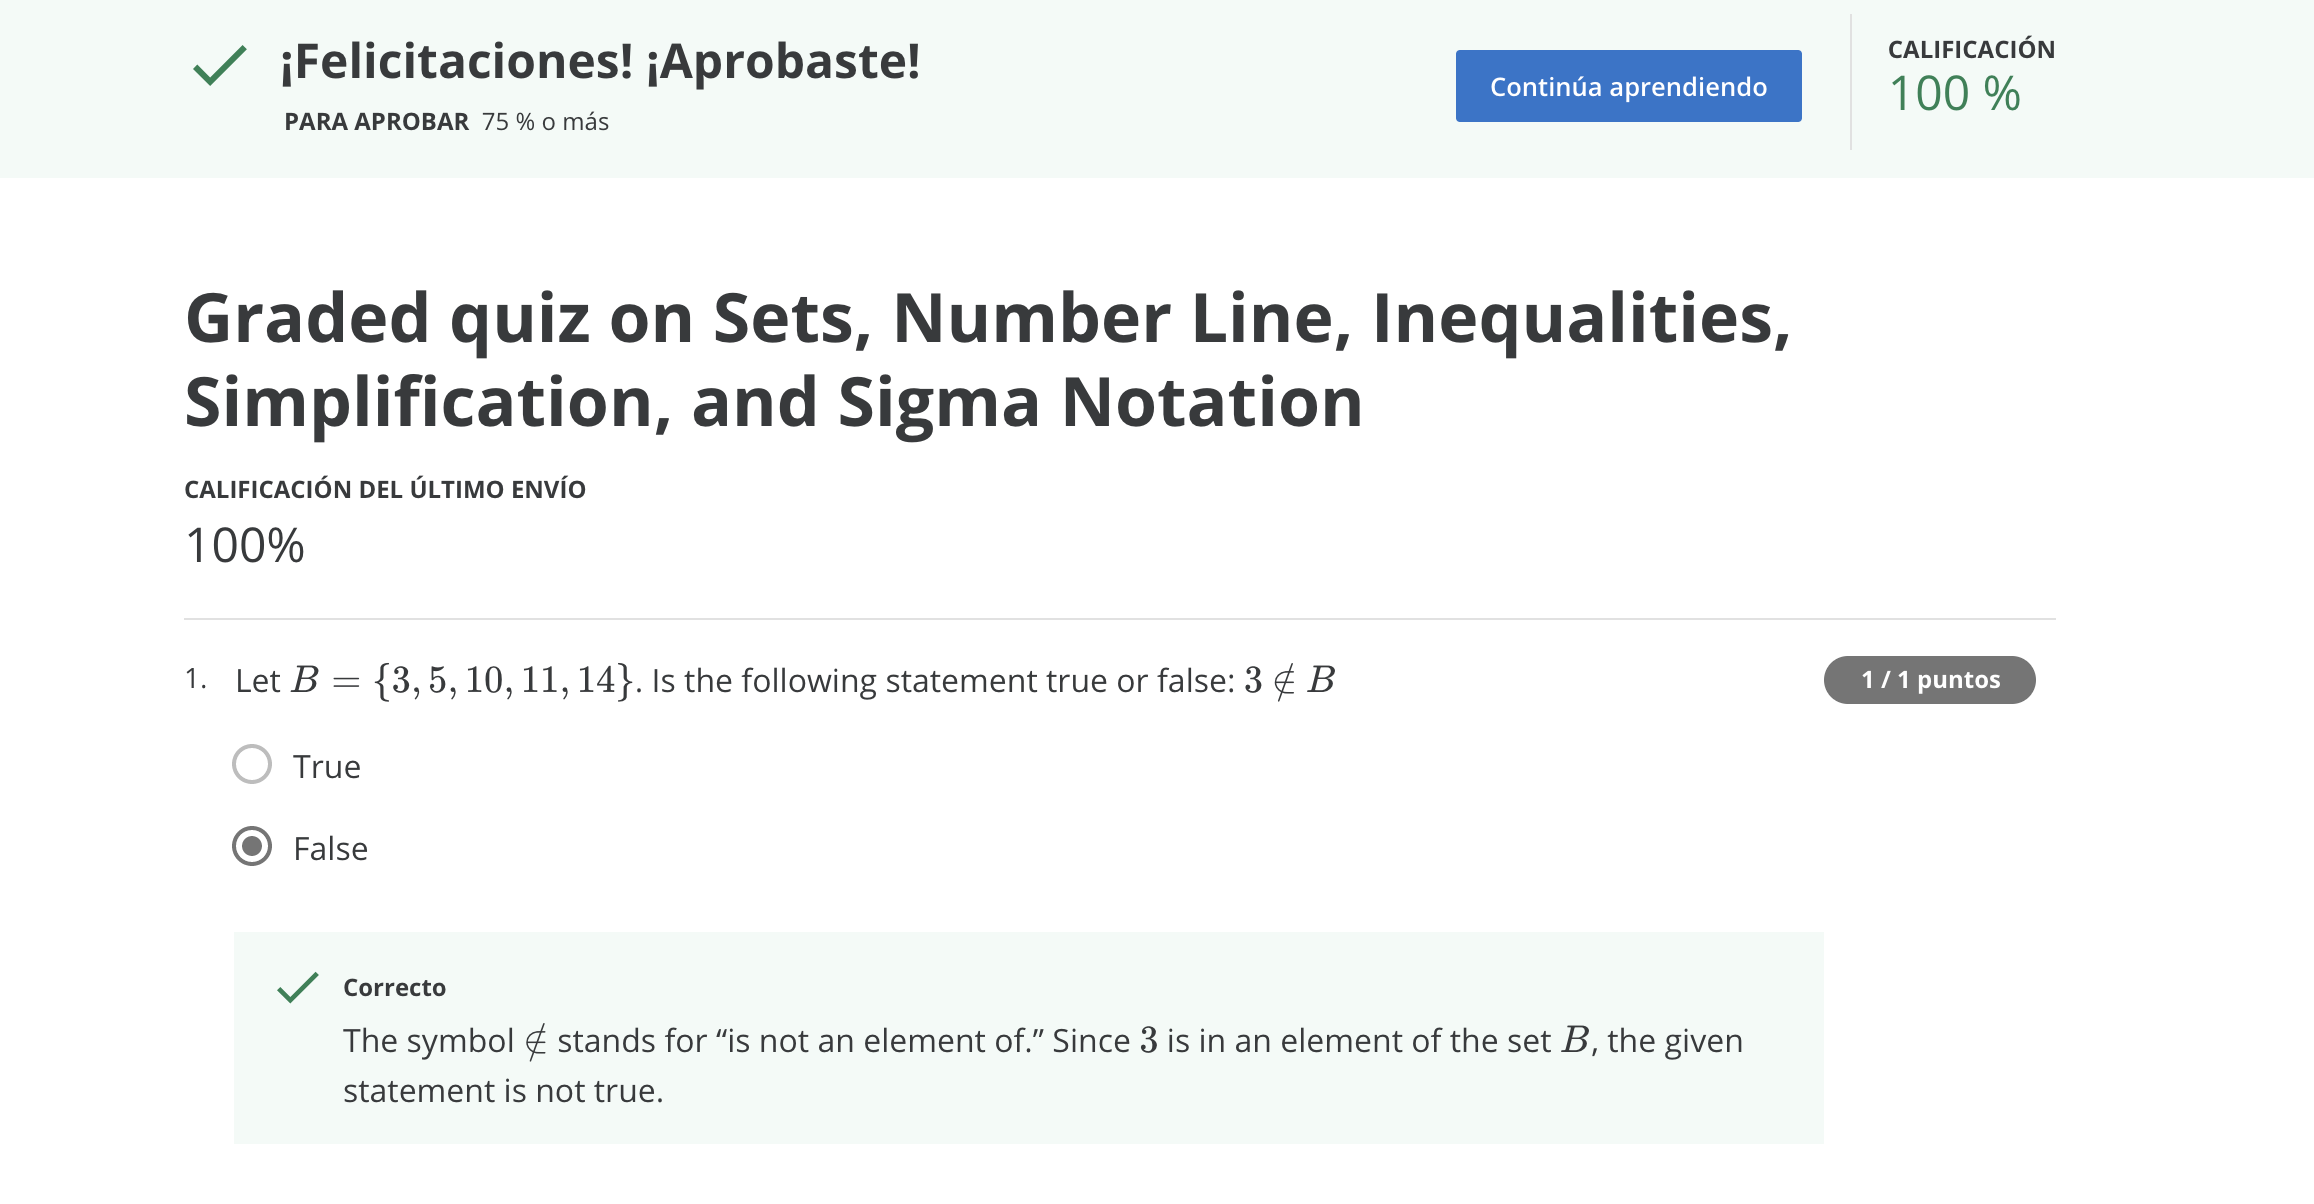 ¡Felicitaciones! ¡Aprobaste!
PARA APROBAR 75 % o más
Continúa aprendiendo
CALIFICACIÓN
100 %
Graded quiz on Sets, Number Line, Inequalities,
Simplification, and Sigma Notation
CALIFICACIÓN DEL ÚLTIMO ENVÍO
100%
1. Let B = {3, 5, 10, 11, 14}. Is the following statement true or false: 3 ∉ B
1 / 1 puntos
True
False
Correcto
The symbol ∉ stands for “is not an element of.” Since 3 is in an element of the set B, the given
statement is not true.